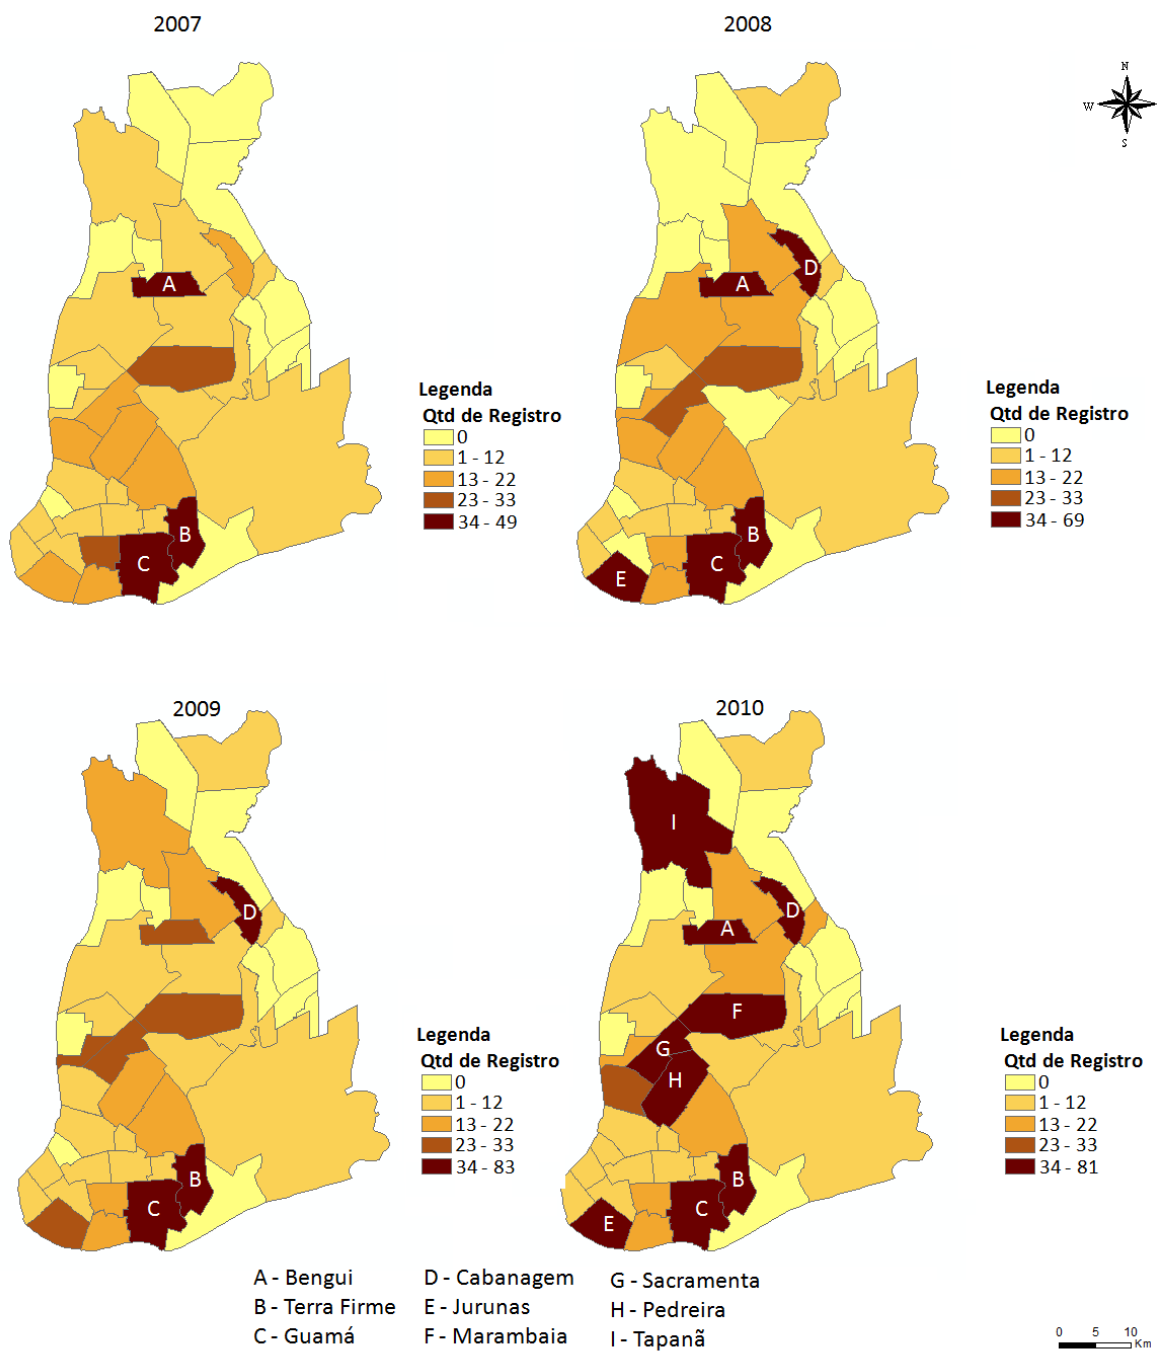 2007
2008
N
W
S
A
B
C
Legenda
Qtd de Registro
0
1 - 12
13 - 22
23 - 33
34 - 49
D
A
B
C
E
Legenda
Qtd de Registro
0
1 - 12
13 - 22
23 - 33
34 - 69
2009
2010
D
B
C
Legenda
Qtd de Registro
0
1 - 12
13 - 22
23 - 33
34 - 83
I
D
A
F
G
H
B
C
E
Legenda
Qtd de Registro
0
1 - 12
13 - 22
23 - 33
34 - 81
A - Bengui
B - Terra Firme
C - Guamá
D - Cabanagem
E - Jurunas
F - Marambaia
G - Sacramenta
H - Pedreira
I - Tapanã
0 5 10
Km